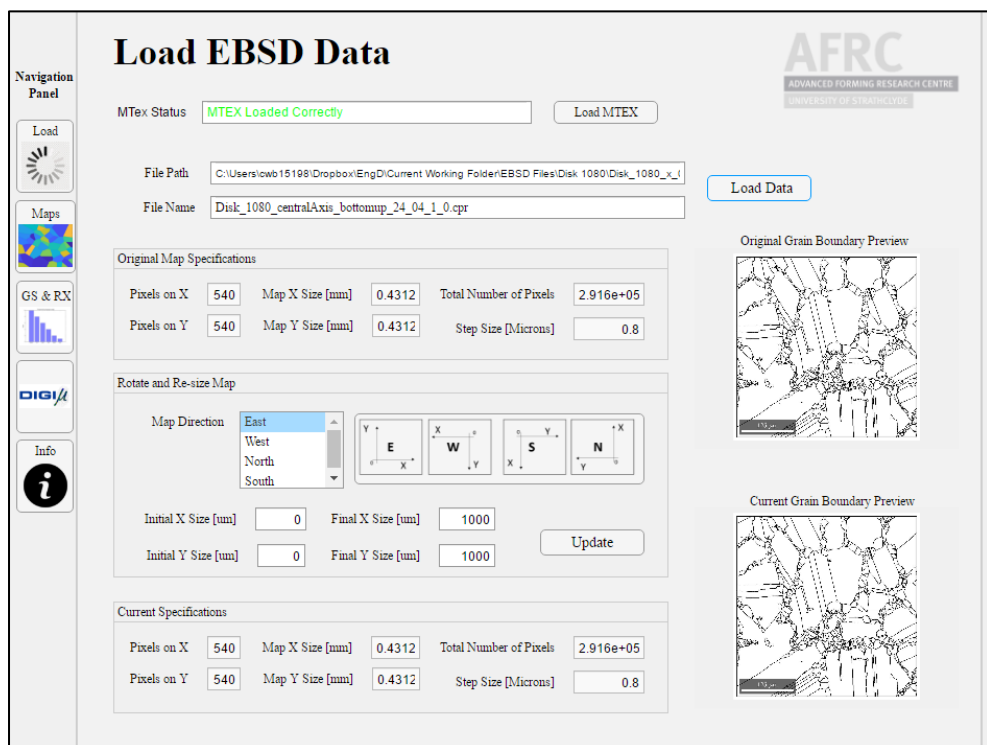 Load EBSD Data
AFRC
ADVANCED FORMING RESEARCH CENTRE
UNIVERSITY OF STRATHCLYDE
Navigation
Panel
Load
Maps
GS & RX
DIGIµ
Info
i
MTex Status
MTEX Loaded Correctly
Load MTEX
File Path
C:\Users\cwb15198\Dropbox\EngD\Current Working Folder\EBSD Files\Disk 1080\Disk_1080_x_
Load Data
File Name
Disk_1080_centralAxis_bottomup_24_04_1_0.cpr
Original Map Specifications
Pixels on X 540 Map X Size [mm] 0.4312 Total Number of Pixels 2.916e+05
Pixels on Y 540 Map Y Size [mm] 0.4312 Step Size [Microns] 0.8
Original Grain Boundary Preview
Rotate and Re-size Map
Map Direction
East
West
North
South
Y E X
X W Y
Y S X
X N Y
Initial X Size [um] 0 Final X Size [um] 1000
Initial Y Size [um] 0 Final Y Size [um] 1000
Update
Current Grain Boundary Preview
Current Specifications
Pixels on X 540 Map X Size [mm] 0.4312 Total Number of Pixels 2.916e+05
Pixels on Y 540 Map Y Size [mm] 0.4312 Step Size [Microns] 0.8